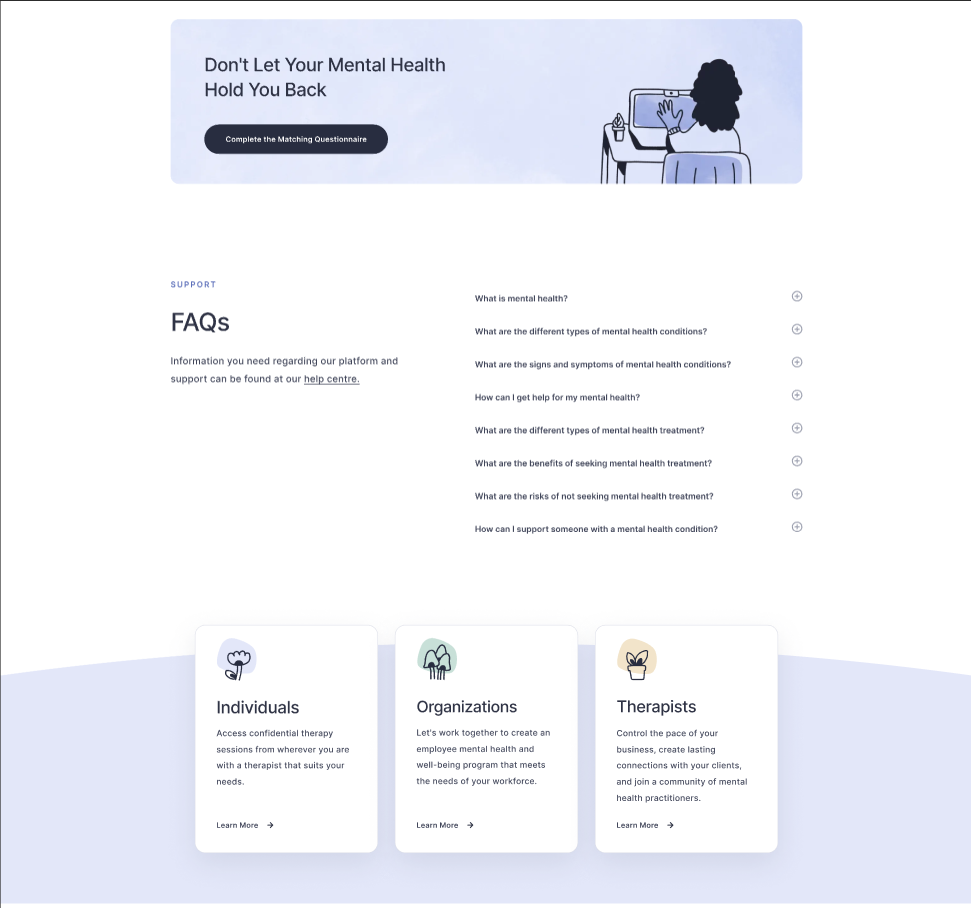 Don't Let Your Mental Health
Hold You Back
Complete the Matching Questionnaire
SUPPORT
FAQs
Information you need regarding our platform and
support can be found at our help centre.
What is mental health?
What are the different types of mental health conditions?
What are the signs and symptoms of mental health conditions?
How can I get help for my mental health?
What are the different types of mental health treatment?
What are the benefits of seeking mental health treatment?
What are the risks of not seeking mental health treatment?
How can I support someone with a mental health condition?
Individuals
Access confidential therapy
sessions from wherever you are
with a therapist that suits your
needs.
Learn More
Organizations
Let's work together to create an
employee mental health and
well-being program that meets
the needs of your workforce.
Learn More
Therapists
Control the pace of your
business, create lasting
connections with your clients,
and join a community of mental
health practitioners.
Learn More